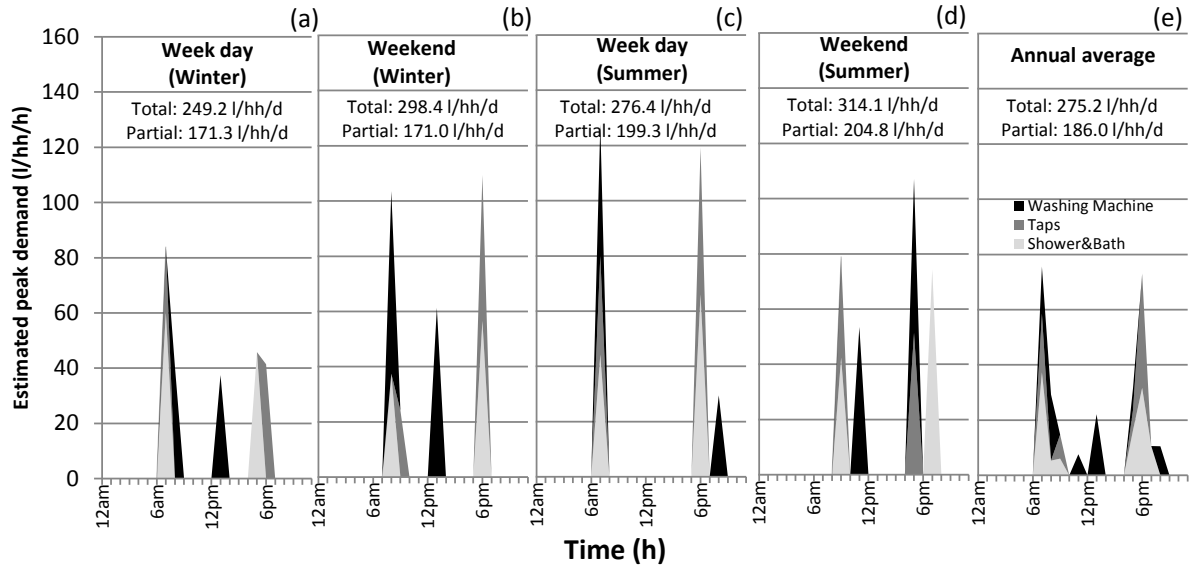 (a)
(b)
(c)
(d)
(e)
Week day
(Winter)
Weekend
(Winter)
Week day
(Summer)
Weekend
(Summer)
Annual average
Total: 249.2 l/hh/d
Partial: 171.3 l/hh/d
Total: 298.4 l/hh/d
Partial: 171.0 l/hh/d
Total: 276.4 l/hh/d
Partial: 199.3 l/hh/d
Total: 314.1 l/hh/d
Partial: 204.8 l/hh/d
Total: 275.2 l/hh/d
Partial: 186.0 l/hh/d
Washing Machine
Taps
Shower&Bath
Estimated peak demand (l/hh/h)
160
140
120
100
80
60
40
20
0
12am
6am
12pm
6pm
12am
6am
12pm
6pm
12am
6am
12pm
6pm
12am
6am
12pm
6pm
12am
6am
12pm
6pm
Time (h)